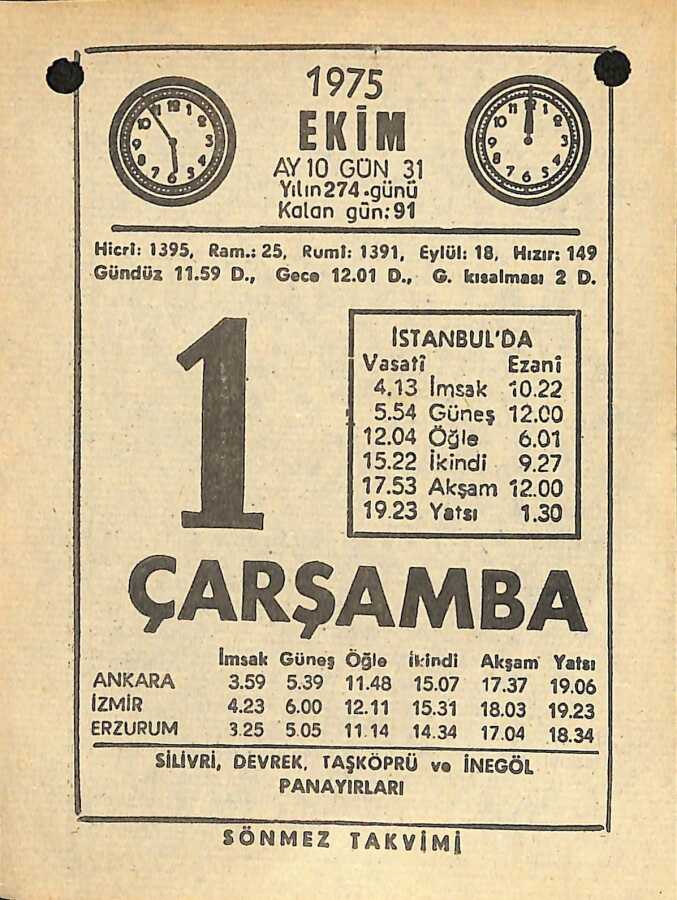 1975
EKİM
AY 10 GÜN 31
Yılın 274.günü
Kalan gün: 91
Hicrî: 1395, Ram.: 25, Rumî: 1391, Eylül: 18, Hızır: 149
Gündüz 11.59 D., Gece 12.01 D., G. kısalması 2 D.
1
İSTANBUL'DA
Vasatî Ezanî
4.13 İmsak 10.22
5.54 Güneş 12.00
12.04 Öğle 6.01
15.22 İkindi 9.27
17.53 Akşam 12.00
19.23 Yatsı 1.30
ÇARŞAMBA
İmsak Güneş Öğle İkindi Akşam Yatsı
ANKARA 3.59 5.39 11.48 15.07 17.37 19.06
İZMİR 4.23 6.00 12.11 15.31 18.03 19.23
ERZURUM 3.25 5.05 11.14 14.34 17.04 18.34
SİLİVRİ, DEVREK, TAŞKÖPRÜ ve İNEGÖL
PANAYIRLARI
SÖNMEZ TAKVİMİ